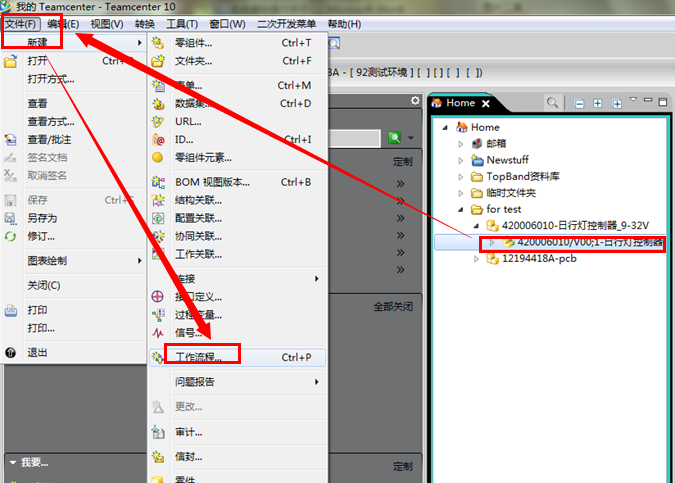 我的 Teamcenter - Teamcenter 10
文件(F) 编辑(E) 视图(V) 转换 工具(T) 窗口(W) 二次开发菜单 帮助(H)
3A - [ 92测试环境 ] [ ] [ ] [ ] [ ])
新建
打开
打开方式...
查看
查看方式...
查看/批注
签名文档
取消签名
保存
另存为
修订...
图表绘制
关闭(C)
打印
打印...
退出
零组件... Ctrl+T
文件夹... Ctrl+F
表单... Ctrl+M
数据集... Ctrl+D
URL...
ID... Ctrl+I
零组件元素...
BOM 视图版本... Ctrl+B
结构关联...
配置关联...
协同关联...
工作关联...
连接
接口定义...
过程变量...
信号...
工作流程... Ctrl+P
问题报告
更改...
审计...
信封...
零件
定制
全部关闭
我要...
定制
Home
Home
邮箱
Newstuff
TopBand资料库
临时文件夹
for test
420006010-日行灯控制器_9-32V
420006010/V00;1-日行灯控制器
12194418A-pcb